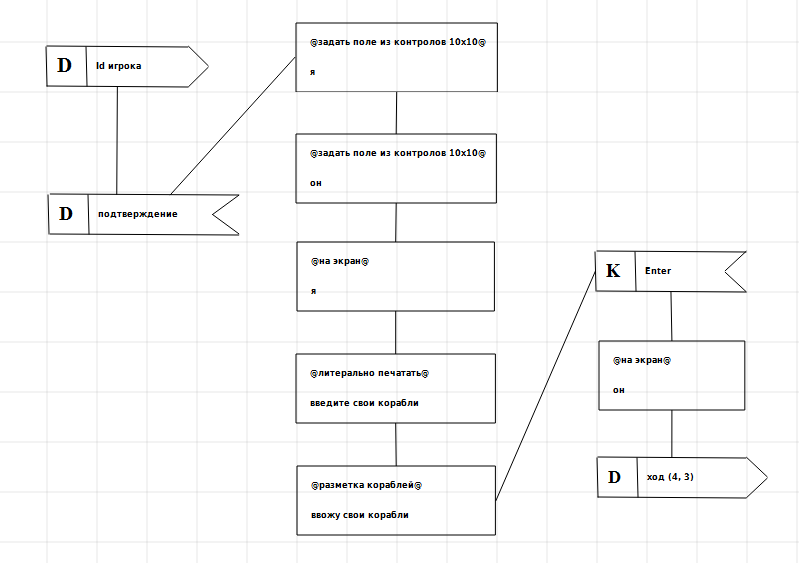 D Id игрока
D подтверждение
@задать поле из контролов 10x10@
я
@задать поле из контролов 10x10@
он
@на экран@
я
@литерально печатать@
введите свои корабли
@разметка кораблей@
ввожу свои корабли
K Enter
@на экран@
он
D ход (4, 3)